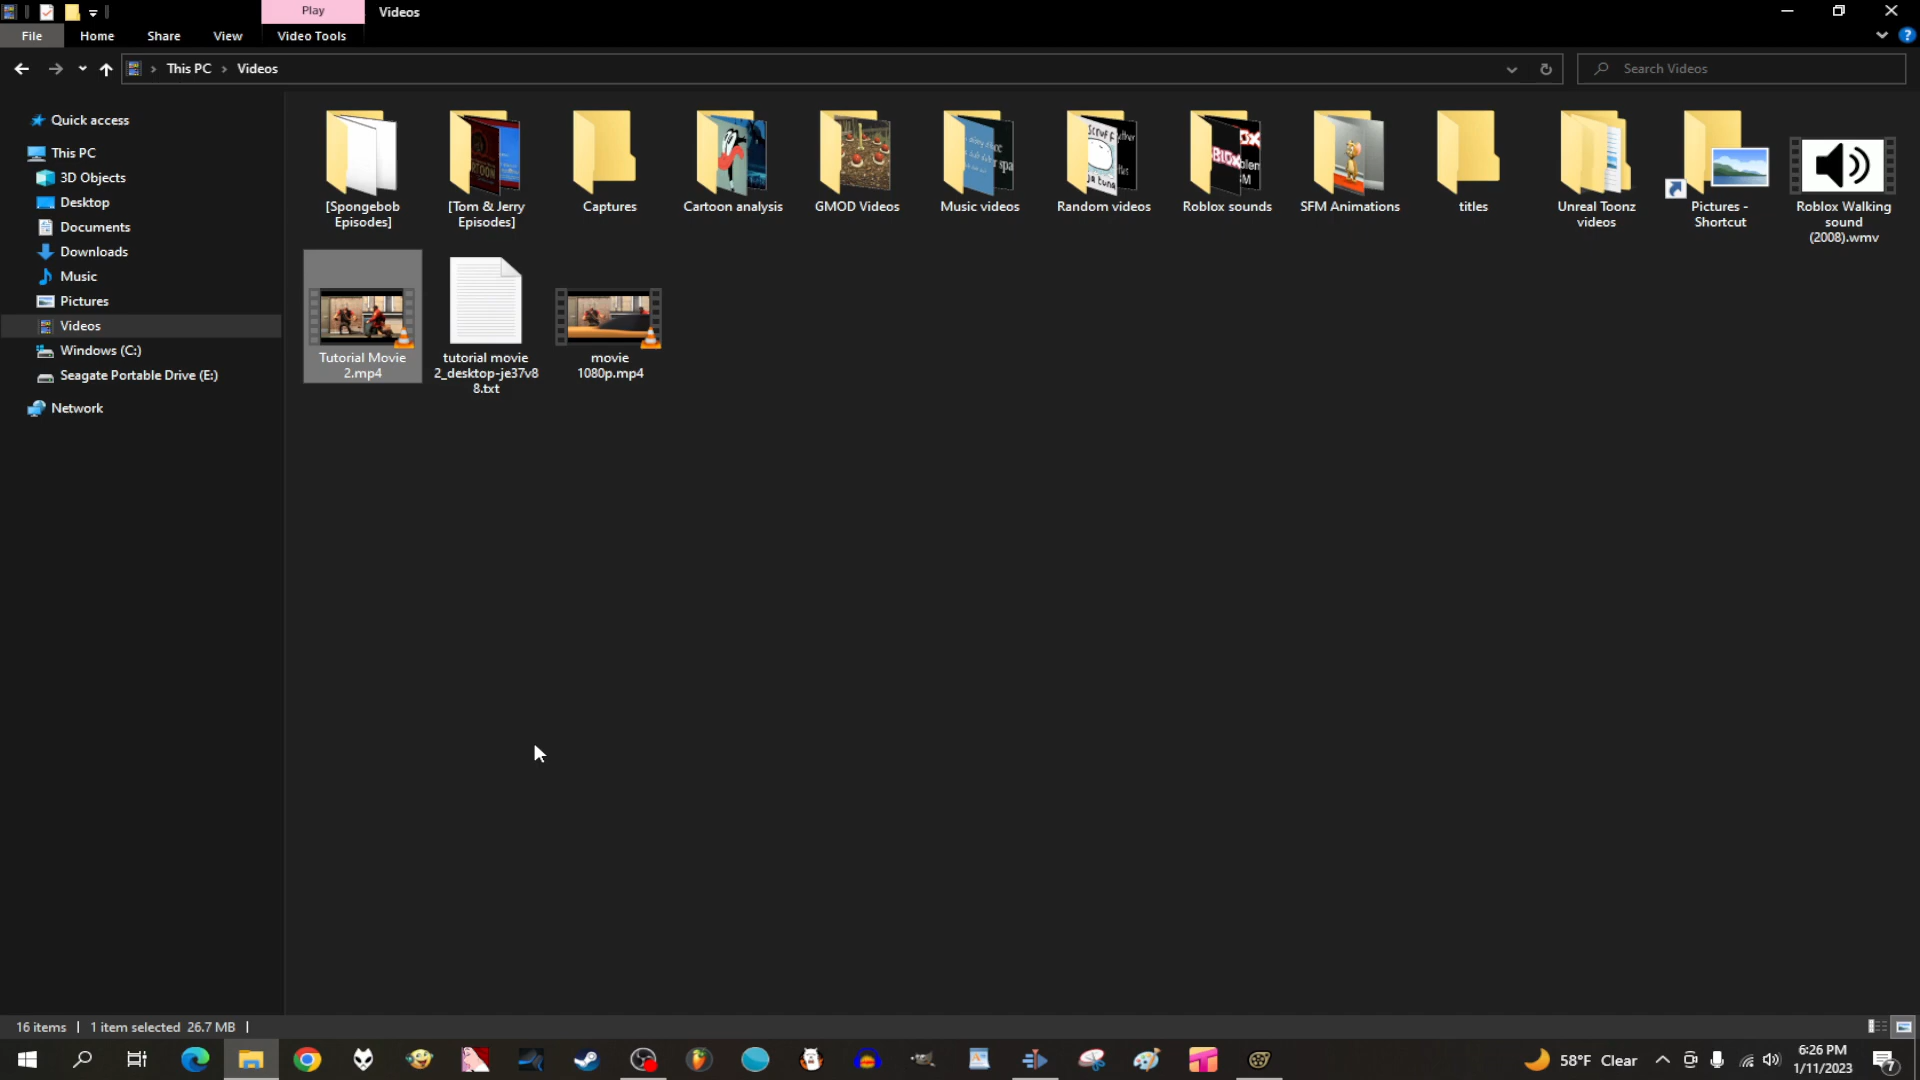 Play
Videos
File
Home
Share
View
Video Tools
This PC
Videos
Search Videos
Quick access
This PC
3D Objects
Desktop
Documents
Downloads
Music
Pictures
Videos
Windows (C:)
Seagate Portable Drive (E:)
Network
[Spongebob
Episodes]
[Tom & Jerry
Episodes]
Captures
Cartoon analysis
GMOD Videos
Music videos
Random videos
Roblox sounds
SFM Animations
titles
Unreal Toonz
videos
Pictures -
Shortcut
Roblox Walking
sound
(2008).wmv
Tutorial Movie
2.mp4
tutorial movie
2_desktop-je37v8
8.txt
movie
1080p.mp4
16 items
1 item selected 26.7 MB
58°F Clear
6:26 PM
1/11/2023
7